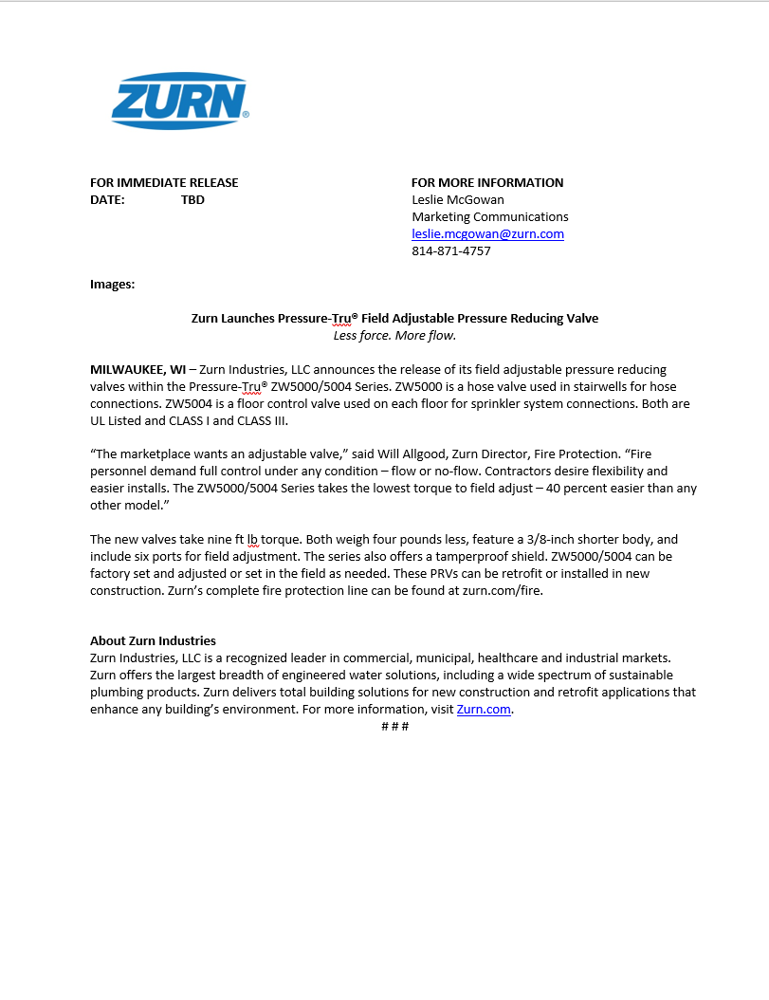 ZURN®
FOR IMMEDIATE RELEASE
DATE: TBD
FOR MORE INFORMATION
Leslie McGowan
Marketing Communications
leslie.mcgowan@zurn.com
814-871-4757
Images:
Zurn Launches Pressure-Tru® Field Adjustable Pressure Reducing Valve
Less force. More flow.
MILWAUKEE, WI – Zurn Industries, LLC announces the release of its field adjustable pressure reducing
valves within the Pressure-Tru® ZW5000/5004 Series. ZW5000 is a hose valve used in stairwells for hose
connections. ZW5004 is a floor control valve used on each floor for sprinkler system connections. Both are
UL Listed and CLASS I and CLASS III.
“The marketplace wants an adjustable valve,” said Will Allgood, Zurn Director, Fire Protection. “Fire
personnel demand full control under any condition – flow or no-flow. Contractors desire flexibility and
easier installs. The ZW5000/5004 Series takes the lowest torque to field adjust – 40 percent easier than any
other model.”
The new valves take nine ft lb torque. Both weigh four pounds less, feature a 3/8-inch shorter body, and
include six ports for field adjustment. The series also offers a tamperproof shield. ZW5000/5004 can be
factory set and adjusted or set in the field as needed. These PRVs can be retrofit or installed in new
construction. Zurn’s complete fire protection line can be found at zurn.com/fire.
About Zurn Industries
Zurn Industries, LLC is a recognized leader in commercial, municipal, healthcare and industrial markets.
Zurn offers the largest breadth of engineered water solutions, including a wide spectrum of sustainable
plumbing products. Zurn delivers total building solutions for new construction and retrofit applications that
enhance any building’s environment. For more information, visit Zurn.com.
# # #